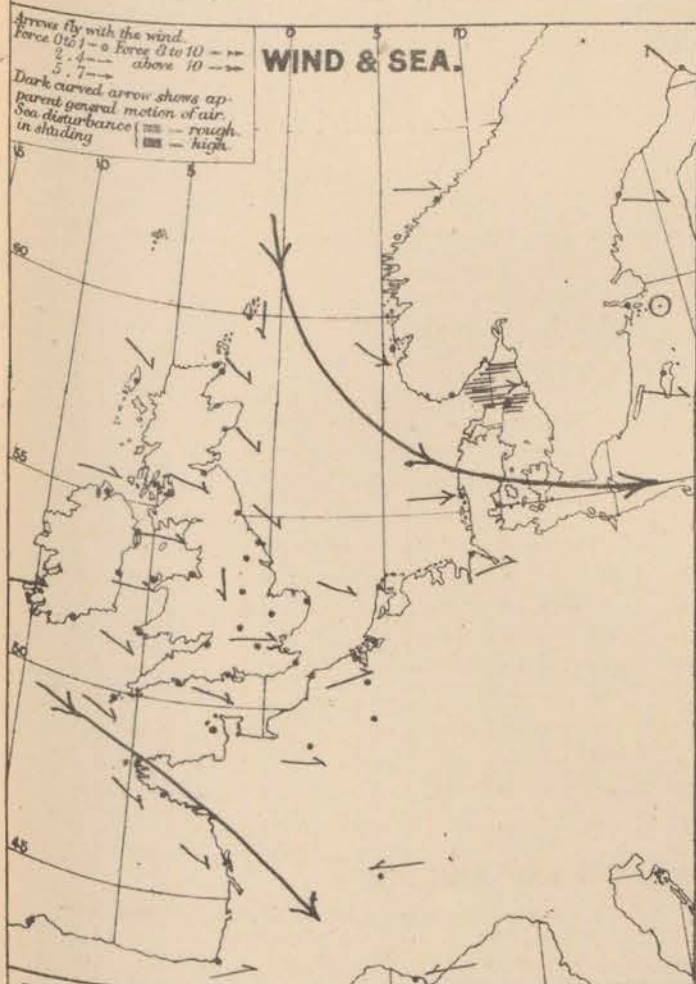 Arrows fly with the wind.
Force 0 to 1 — Force 8 to 10 —
2 . 4 — above 10 —
5 . 7 —
Dark curved arrow shows ap-
parent general motion of air.
Sea disturbance { — rough.
in shading — high.
WIND & SEA.
0 5 10
15 10 5
60
55
50
45